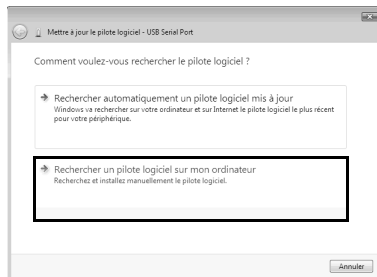 Mettre à jour le pilote logiciel - USB Serial Port
Comment voulez-vous rechercher le pilote logiciel ?
Rechercher automatiquement un pilote logiciel mis à jour
Windows va rechercher sur votre ordinateur et sur Internet le pilote logiciel le plus récent
pour votre périphérique.
Rechercher un pilote logiciel sur mon ordinateur
Recherchez et installez manuellement le pilote logiciel.
Annuler